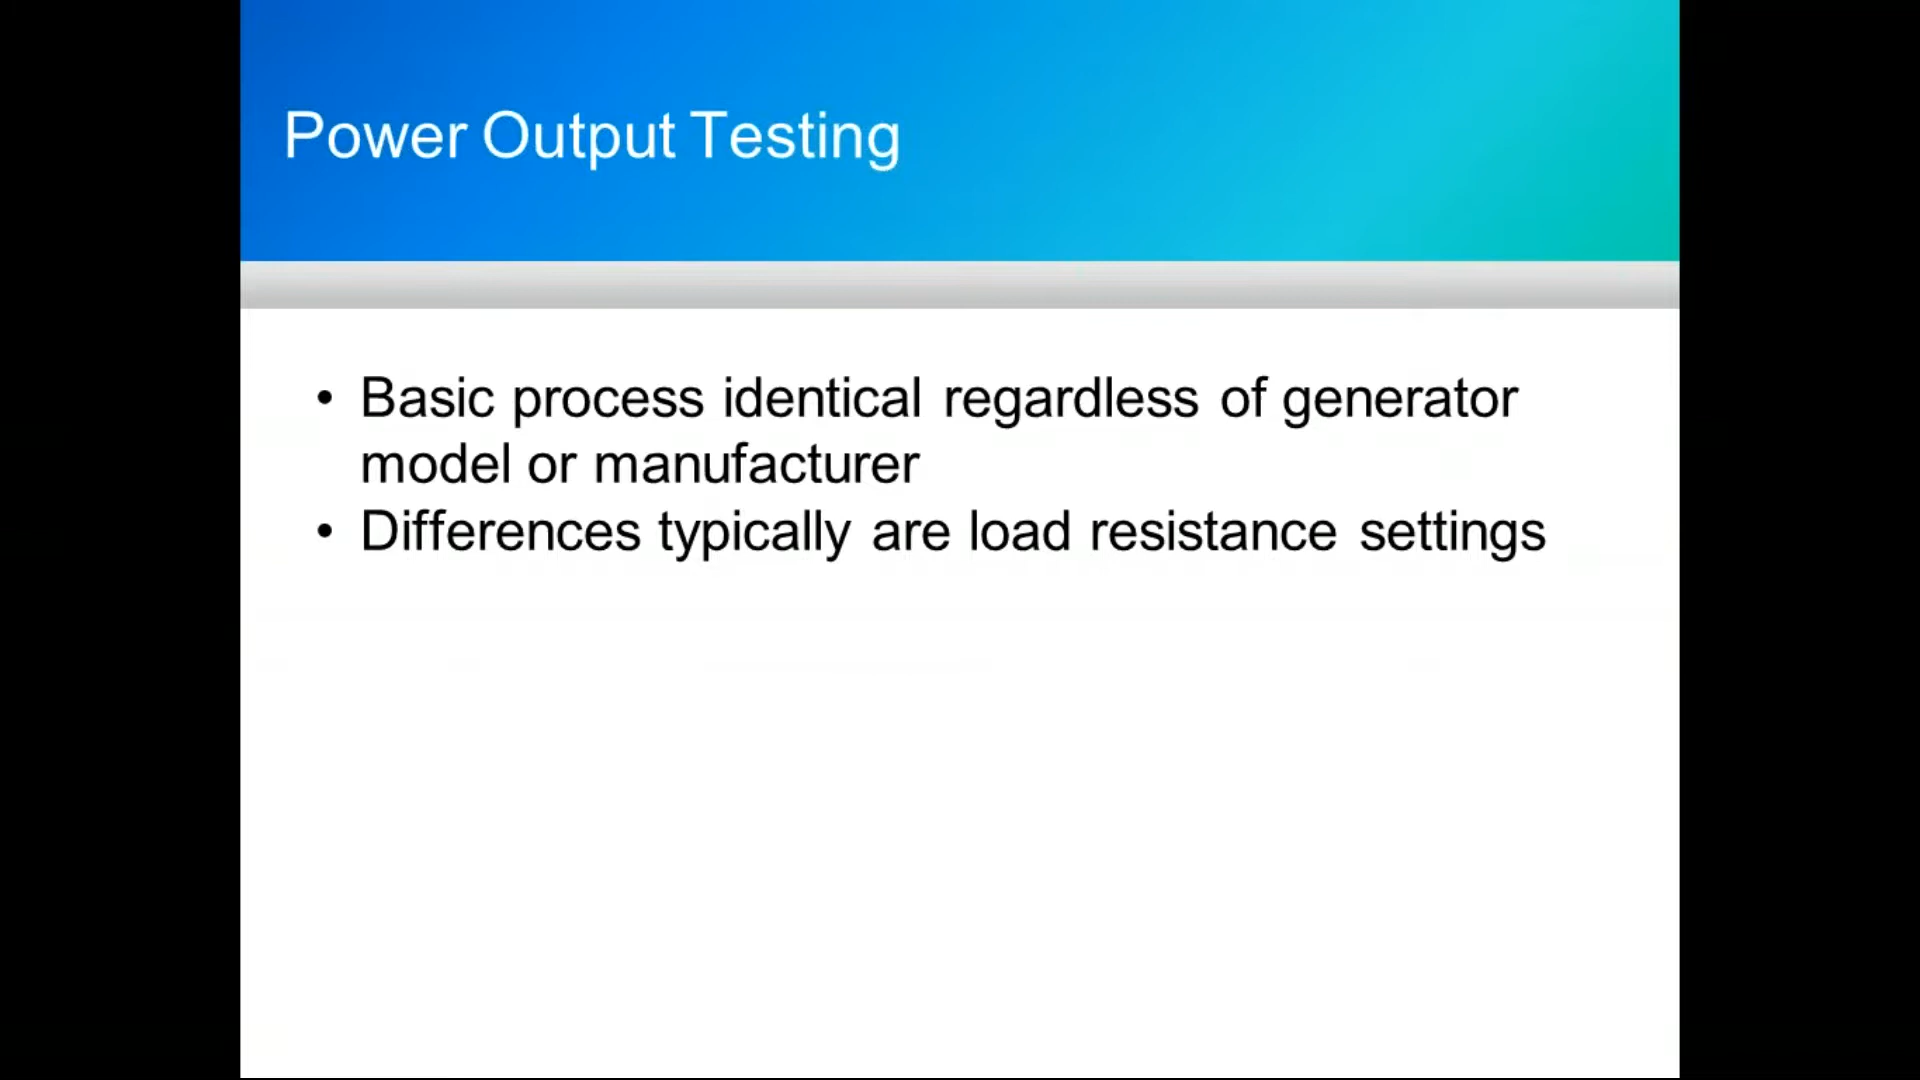 Power Output Testing
• Basic process identical regardless of generator
model or manufacturer
• Differences typically are load resistance settings